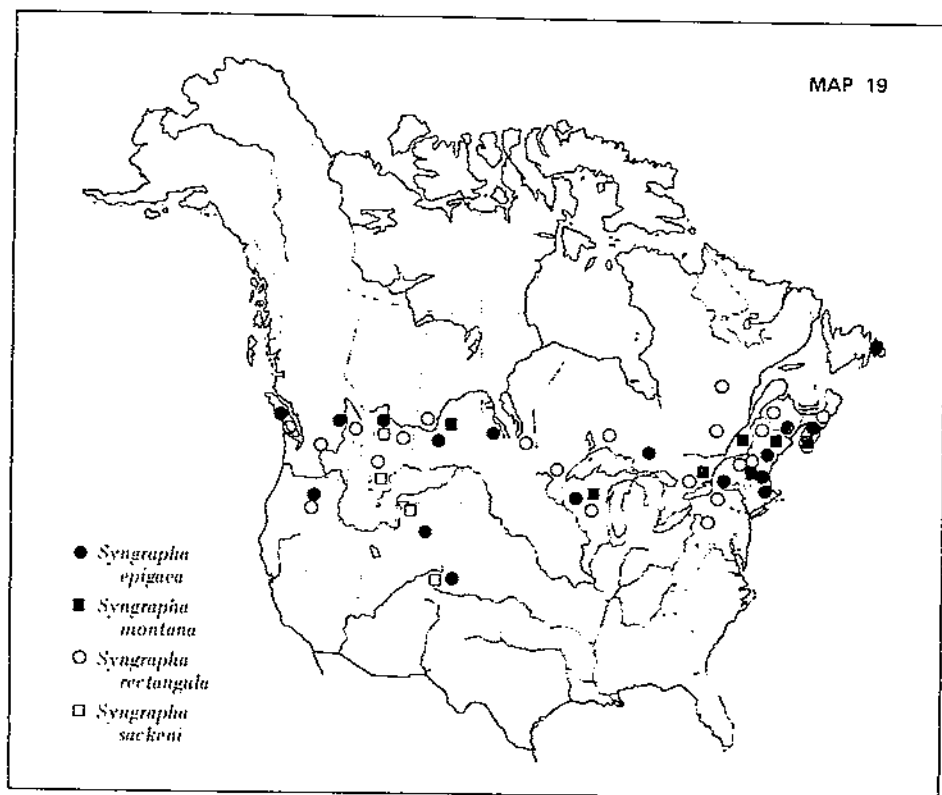 MAP 19
Syngrapha
epigaea
Syngrapha
montana
Syngrapha
rectangula
Syngrapha
sackeni